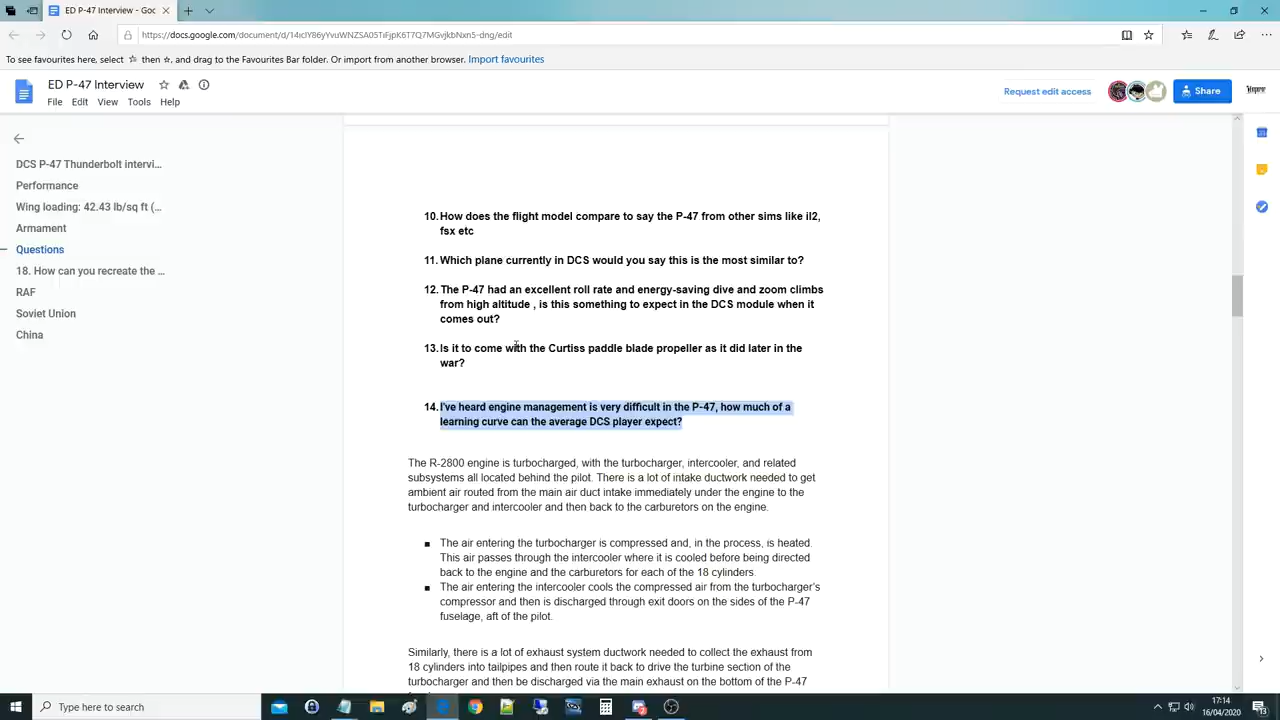 ED P-47 Interview - Goo
https://docs.google.com/document/d/14iclY86yYvuWNZSA05TiFjpK6T7Q7MGvjkbNxn5-dng/edit
To see favourites here, select ☆ then ☆, and drag to the Favourites Bar folder. Or import from another browser. Import favourites
ED P-47 Interview
File Edit View Tools Help
Request edit access
Share
DCS P-47 Thunderbolt intervi...
Performance
Wing loading: 42.43 lb/sq ft (...
Armament
Questions
18. How can you recreate the ...
RAF
Soviet Union
China
10. How does the flight model compare to say the P-47 from other sims like il2,
fsx etc
11. Which plane currently in DCS would you say this is the most similar to?
12. The P-47 had an excellent roll rate and energy-saving dive and zoom climbs
from high altitude , is this something to expect in the DCS module when it
comes out?
13. Is it to come with the Curtiss paddle blade propeller as it did later in the
war?
14. I've heard engine management is very difficult in the P-47, how much of a
learning curve can the average DCS player expect?
The R-2800 engine is turbocharged, with the turbocharger, intercooler, and related
subsystems all located behind the pilot. There is a lot of intake ductwork needed to get
ambient air routed from the main air duct intake immediately under the engine to the
turbocharger and intercooler and then back to the carburetors on the engine.
■ The air entering the turbocharger is compressed and, in the process, is heated.
This air passes through the intercooler where it is cooled before being directed
back to the engine and the carburetors for each of the 18 cylinders.
■ The air entering the intercooler cools the compressed air from the turbocharger's
compressor and then is discharged through exit doors on the sides of the P-47
fuselage, aft of the pilot.
Similarly, there is a lot of exhaust system ductwork needed to collect the exhaust from
18 cylinders into tailpipes and then route it back to drive the turbine section of the
turbocharger and then be discharged via the main exhaust on the bottom of the P-47
Type here to search
17:14
16/04/2020